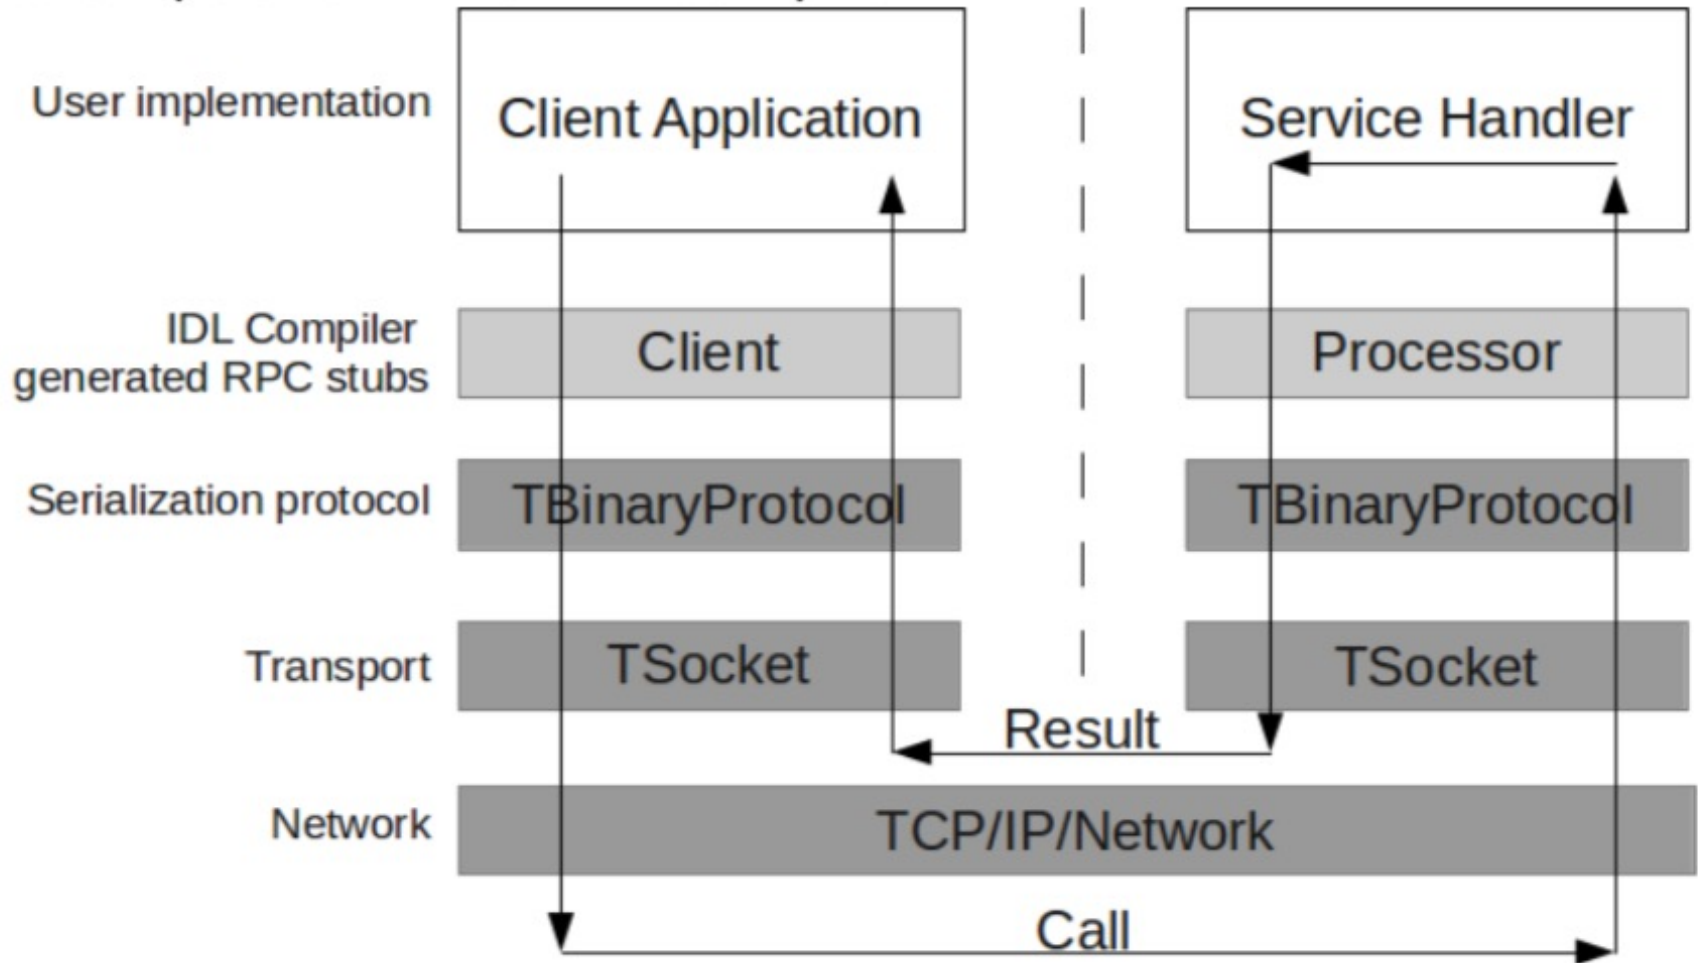 User implementation
Client Application
Service Handler
IDL Compiler
generated RPC stubs
Client
Processor
Serialization protocol
TBinaryProtocol
TBinaryProtocol
Transport
TSocket
TSocket
Result
Network
TCP/IP/Network
Call